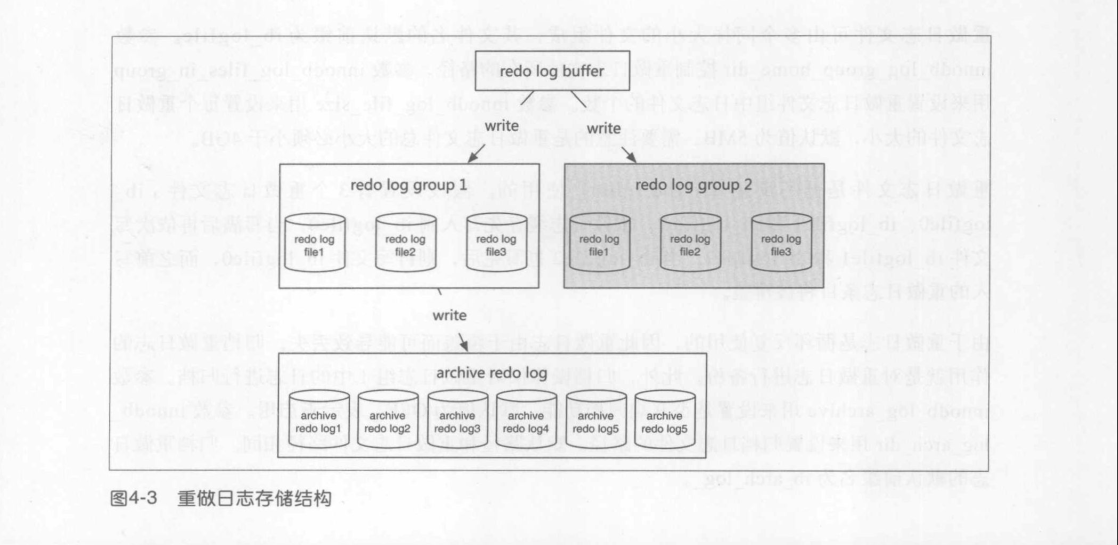 redo log buffer
write
write
redo log group 1
redo log group 2
redo log file1
redo log file2
redo log file3
redo log file1
redo log file2
redo log file3
write
archive redo log
archive redo log1
archive redo log2
archive redo log3
archive redo log4
archive redo log5
archive redo log5
图4-3 重做日志存储结构